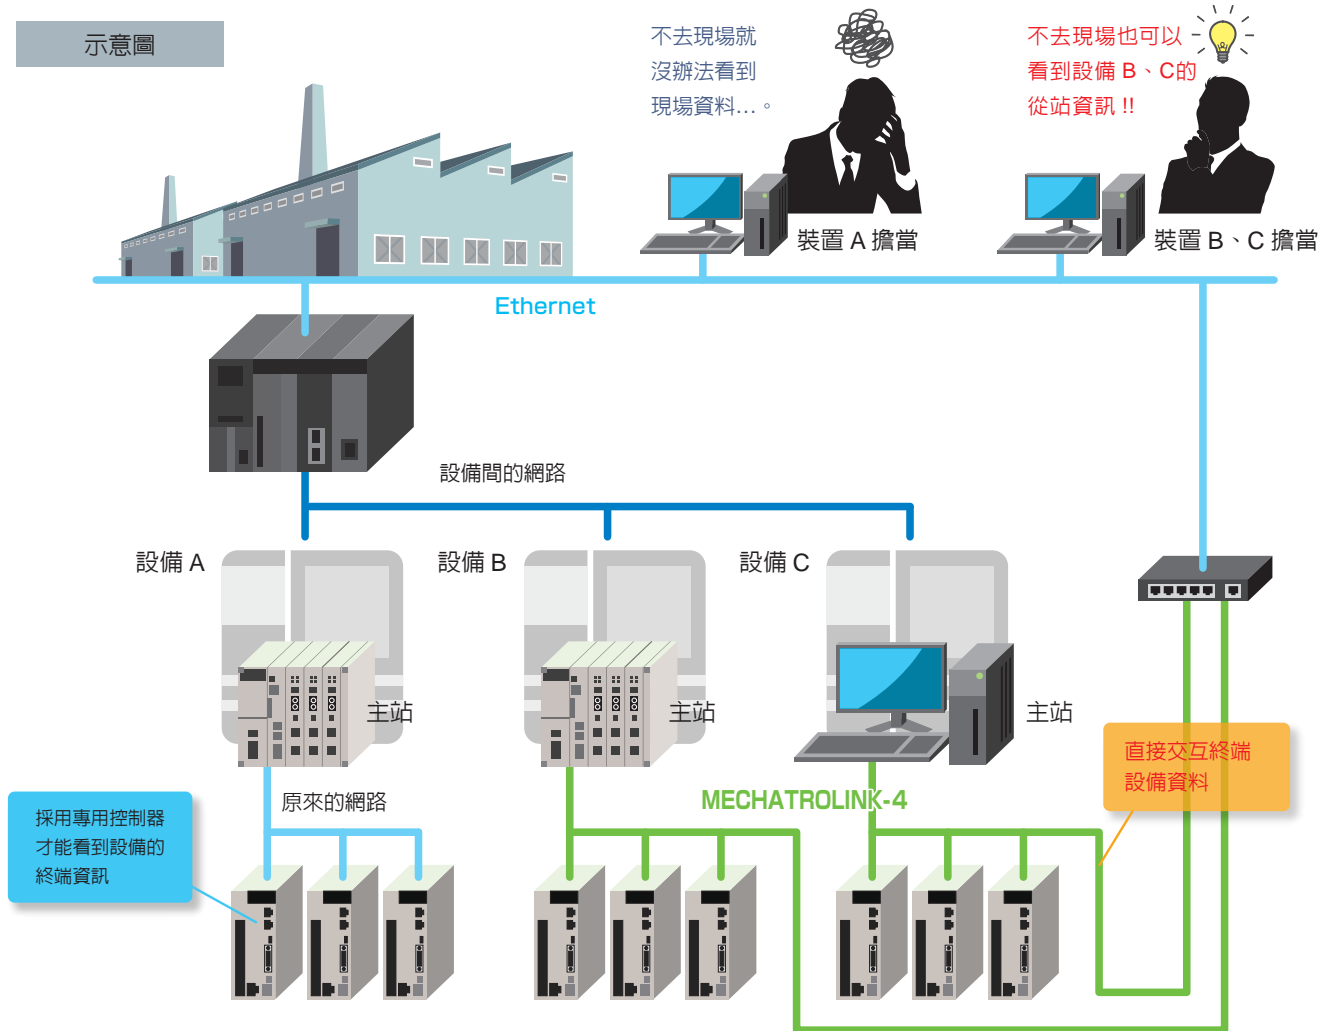 示意圖
不去現場就
沒辦法看到
現場資料...。
不去現場也可以
看到設備 B、C的
從站資訊 !!
裝置 A 擔當
裝置 B、C 擔當
Ethernet
設備間的網路
設備 A
設備 B
設備 C
主站
主站
主站
直接交互終端
設備資料
原來的網路
MECHATROLINK-4
採用專用控制器
才能看到設備的
終端資訊